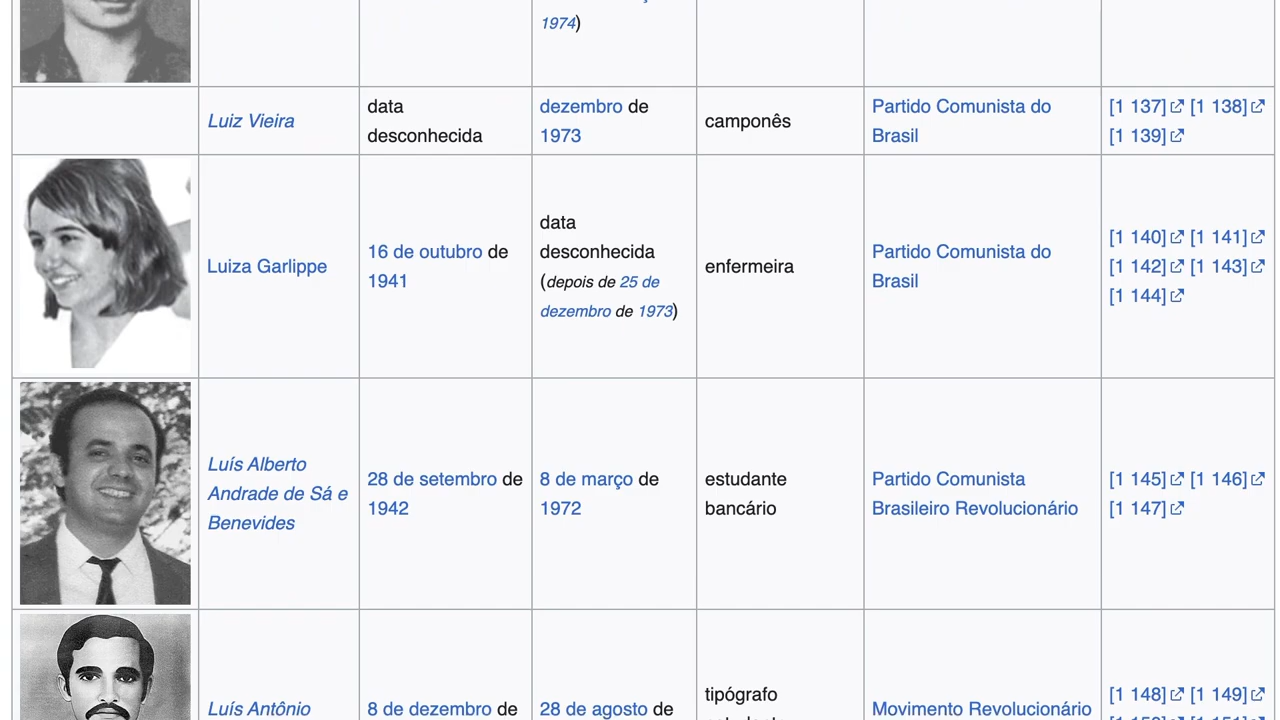 1974)
Luiz Vieira
data
desconhecida
dezembro de
1973
camponês
Partido Comunista do
Brasil
[1 137] [1 138]
[1 139]
Luiza Garlippe
16 de outubro de
1941
data
desconhecida
(depois de 25 de
dezembro de 1973)
enfermeira
Partido Comunista do
Brasil
[1 140] [1 141]
[1 142] [1 143]
[1 144]
Luís Alberto
Andrade de Sá e
Benevides
28 de setembro de
1942
8 de março de
1972
estudante
bancário
Partido Comunista
Brasileiro Revolucionário
[1 145] [1 146]
[1 147]
Luís Antônio
8 de dezembro de
28 de agosto de
tipógrafo
Movimento Revolucionário
[1 148] [1 149]